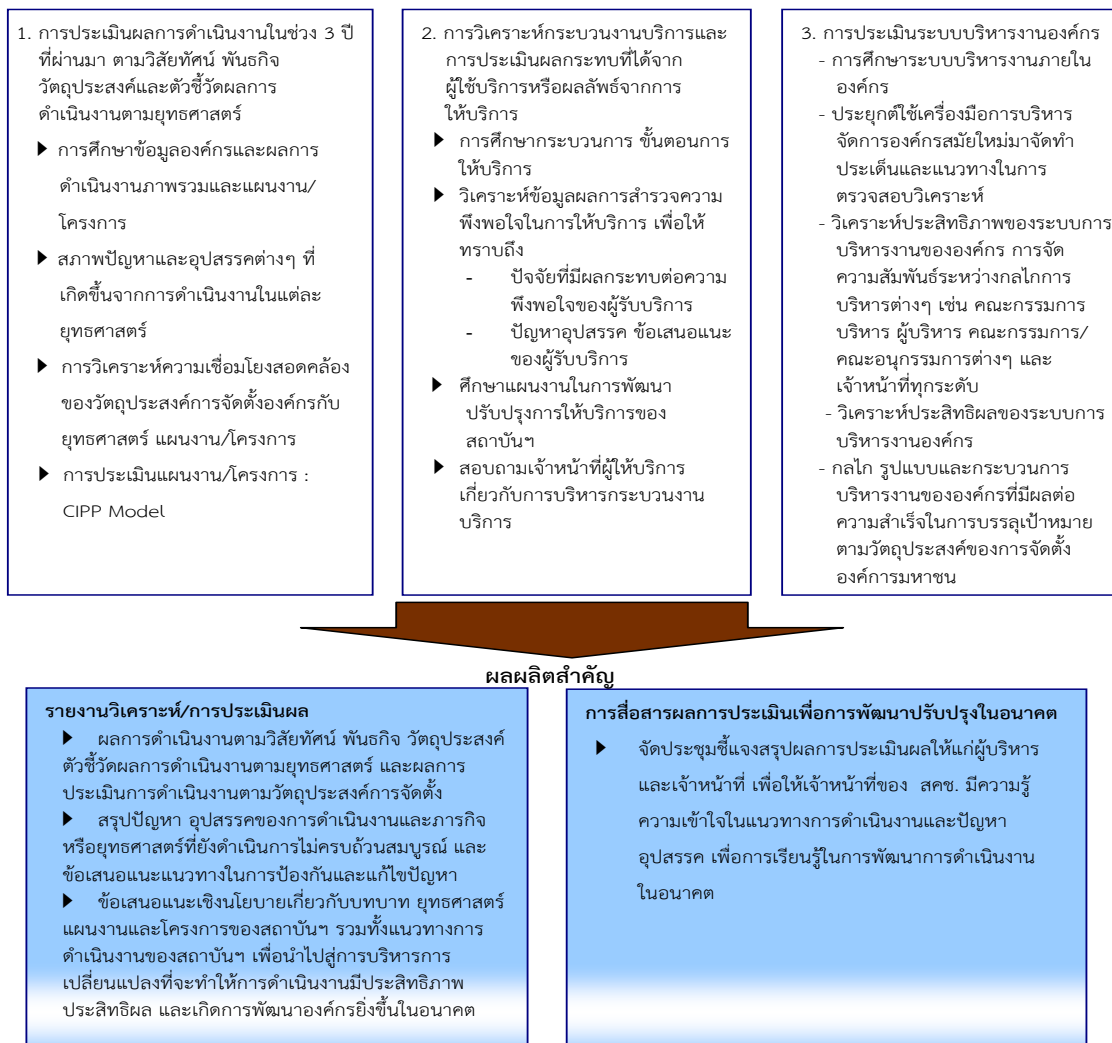 1. การประเมินผลการดำเนินงานในช่วง 3 ปี
ที่ผ่านมา ตามวิสัยทัศน์ พันธกิจ
วัตถุประสงค์และตัวชี้วัดผลการ
ดำเนินงานตามยุทธศาสตร์
▶ การศึกษาข้อมูลองค์กรและผลการ
ดำเนินงานภาพรวมและแผนงาน/
โครงการ
▶ สภาพปัญหาและอุปสรรคต่างๆ ที่
เกิดขึ้นจากการดำเนินงานในแต่ละ
ยุทธศาสตร์
▶ การวิเคราะห์ความเชื่อมโยงสอดคล้อง
ของวัตถุประสงค์การจัดตั้งองค์กรกับ
ยุทธศาสตร์ แผนงาน/โครงการ
▶ การประเมินแผนงาน/โครงการ :
CIPP Model
2. การวิเคราะห์กระบวนงานบริการและ
การประเมินผลกระทบที่ได้จาก
ผู้ใช้บริการหรือผลลัพธ์จากการ
ให้บริการ
▶ การศึกษากระบวนการ ขั้นตอนการ
ให้บริการ
▶ วิเคราะห์ข้อมูลผลการสำรวจความ
พึงพอใจในการให้บริการ เพื่อให้
ทราบถึง
- ปัจจัยที่มีผลกระทบต่อความ
พึงพอใจของผู้รับบริการ
- ปัญหาอุปสรรค ข้อเสนอแนะ
ของผู้รับบริการ
▶ ศึกษาแผนงานในการพัฒนา
ปรับปรุงการให้บริการของ
สถาบันฯ
▶ สอบถามเจ้าหน้าที่ผู้ให้บริการ
เกี่ยวกับการบริหารกระบวนงาน
บริการ
3. การประเมินระบบบริหารงานองค์กร
- การศึกษาระบบบริหารงานภายใน
องค์กร
- ประยุกต์ใช้เครื่องมือการบริหาร
จัดการองค์กรสมัยใหม่มาจัดทำ
ประเด็นและแนวทางในการ
ตรวจสอบวิเคราะห์
- วิเคราะห์ประสิทธิภาพของระบบการ
บริหารงานขององค์กร การจัด
ความสัมพันธ์ระหว่างกลไกการ
บริหารต่างๆ เช่น คณะกรรมการ
บริหาร ผู้บริหาร คณะกรรมการ/
คณะอนุกรรมการต่างๆ และ
เจ้าหน้าที่ทุกระดับ
- วิเคราะห์ประสิทธิผลของระบบการ
บริหารงานองค์กร
- กลไก รูปแบบและกระบวนการ
บริหารงานขององค์กรที่มีผลต่อ
ความสำเร็จในการบรรลุเป้าหมาย
ตามวัตถุประสงค์ของการจัดตั้ง
องค์การมหาชน
ผลผลิตสำคัญ
รายงานวิเคราะห์/การประเมินผล
▶ ผลการดำเนินงานตามวิสัยทัศน์ พันธกิจ วัตถุประสงค์
ตัวชี้วัดผลการดำเนินงานตามยุทธศาสตร์ และผลการ
ประเมินการดำเนินงานตามวัตถุประสงค์การจัดตั้ง
▶ สรุปปัญหา อุปสรรคของการดำเนินงานและภารกิจ
หรือยุทธศาสตร์ที่ยังดำเนินการไม่ครบถ้วนสมบูรณ์ และ
ข้อเสนอแนะแนวทางในการป้องกันและแก้ไขปัญหา
▶ ข้อเสนอแนะเชิงนโยบายเกี่ยวกับบทบาท ยุทธศาสตร์
แผนงานและโครงการของสถาบันฯ รวมทั้งแนวทางการ
ดำเนินงานของสถาบันฯ เพื่อนำไปสู่การบริหารการ
เปลี่ยนแปลงที่จะทำให้การดำเนินงานมีประสิทธิภาพ
ประสิทธิผล และเกิดการพัฒนาองค์กรยิ่งขึ้นในอนาคต
การสื่อสารผลการประเมินเพื่อการพัฒนาปรับปรุงในอนาคต
▶ จัดประชุมชี้แจงสรุปผลการประเมินผลให้แก่ผู้บริหาร
และเจ้าหน้าที่ เพื่อให้เจ้าหน้าที่ของ สคช. มีความรู้
ความเข้าใจในแนวทางการดำเนินงานและปัญหา
อุปสรรค เพื่อการเรียนรู้ในการพัฒนาการดำเนินงาน
ในอนาคต